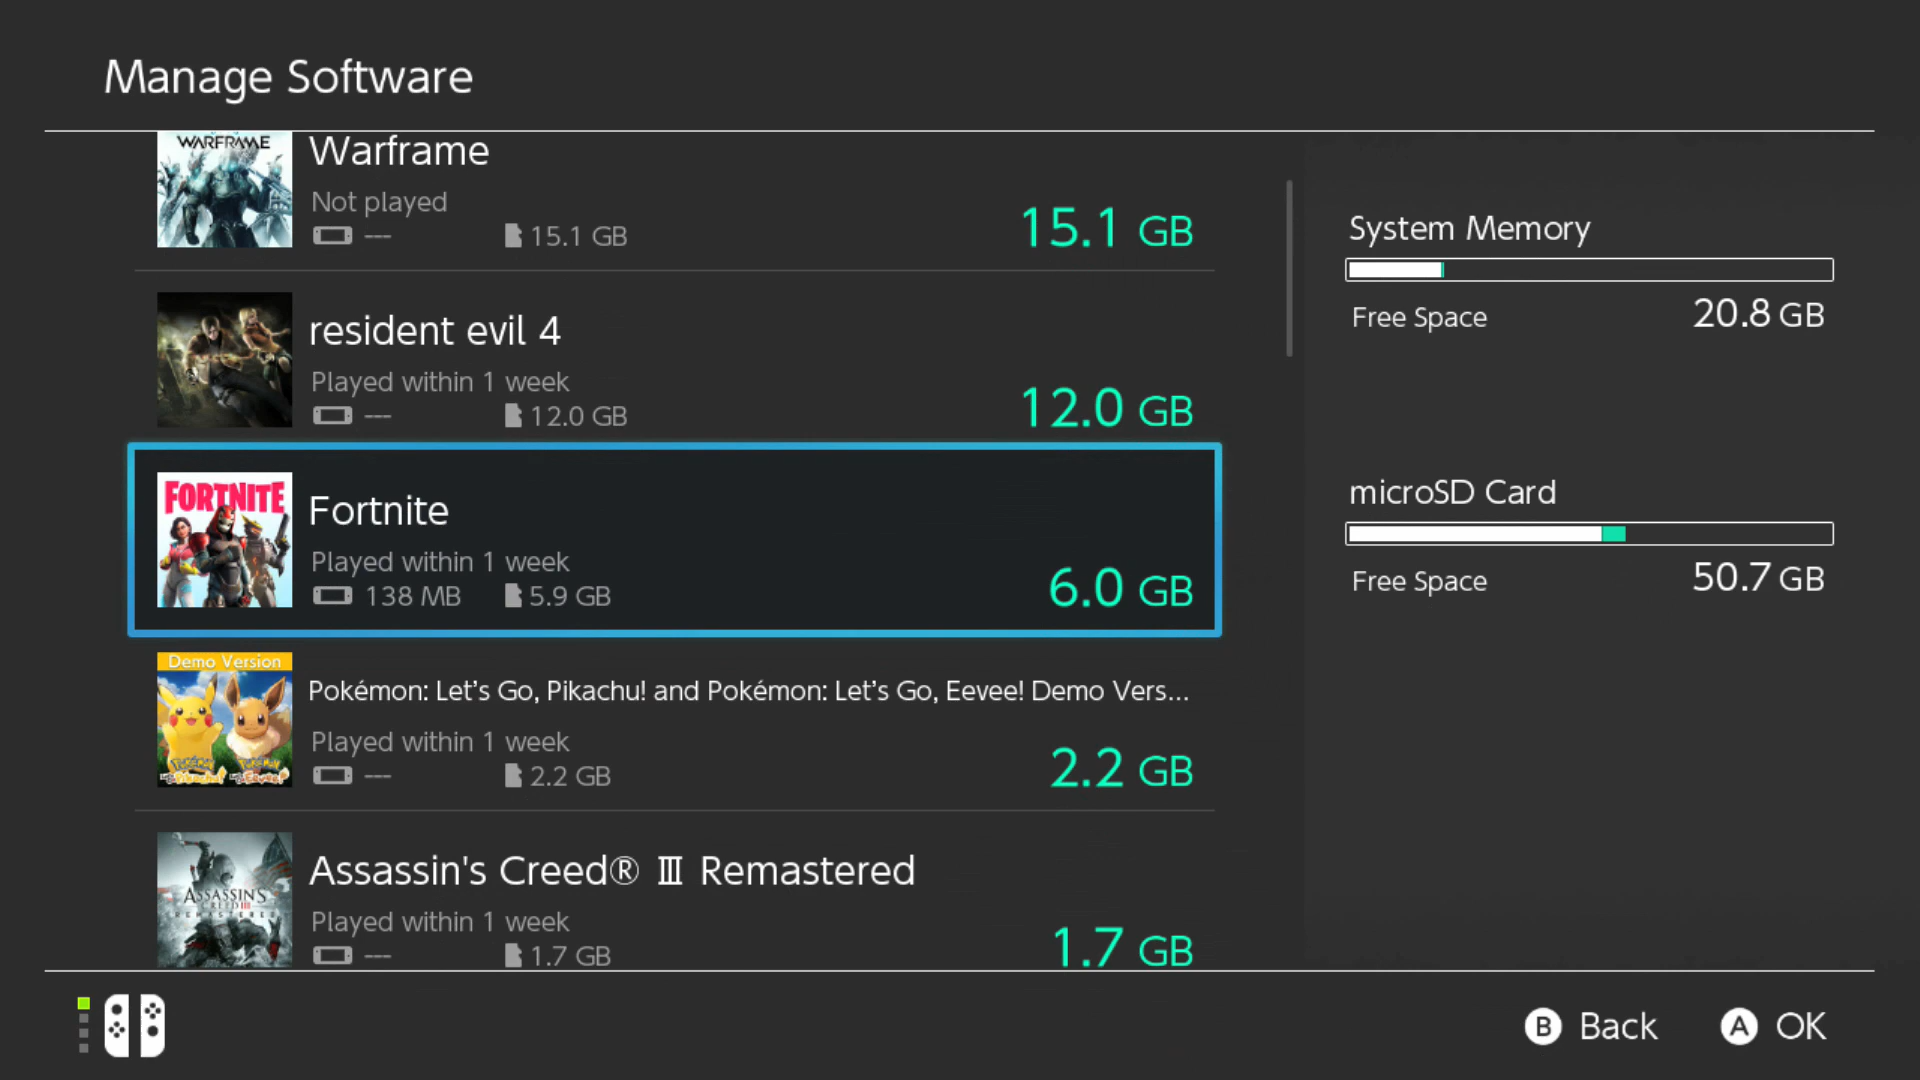 Manage Software
WARFRAME
Warframe
Not played
--- 15.1 GB
15.1 GB
resident evil 4
Played within 1 week
--- 12.0 GB
12.0 GB
FORTNITE
Fortnite
Played within 1 week
138 MB 5.9 GB
6.0 GB
Demo Version
Pokémon: Let's Go, Pikachu! and Pokémon: Let's Go, Eevee! Demo Vers...
Played within 1 week
--- 2.2 GB
2.2 GB
ASSASSIN'S
CREED III
REMASTERED
Assassin's Creed® III Remastered
Played within 1 week
--- 1.7 GB
1.7 GB
System Memory
Free Space 20.8 GB
microSD Card
Free Space 50.7 GB
B Back A OK